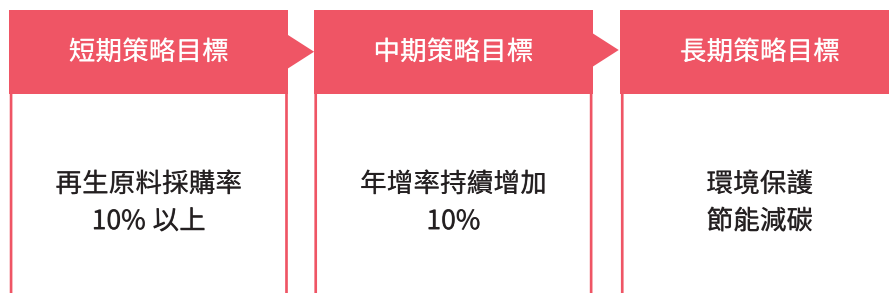 短期策略目標
中期策略目標
長期策略目標
再生原料採購率
10% 以上
年增率持續增加
10%
環境保護
節能減碳